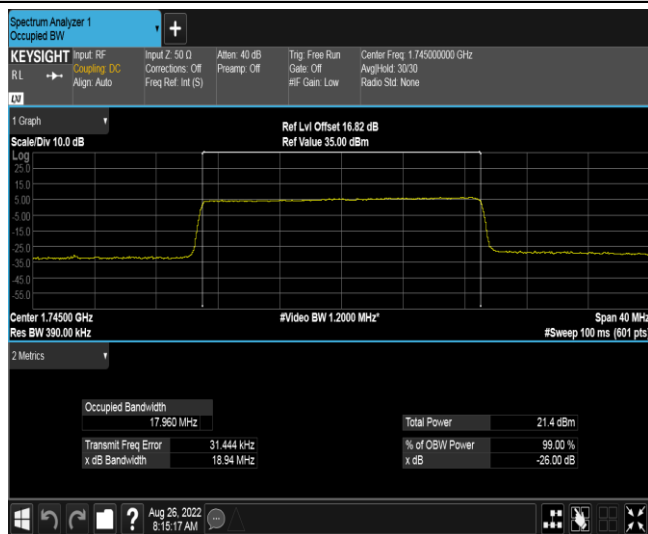 Spectrum Analyzer 1
Occupied BW
+
KEYSIGHT Input: RF Input Z: 50 Ω Atten: 40 dB Trig: Free Run Center Freq: 1.745000000 GHz
RL Coupling: DC Corrections: Off Preamp: Off Gate: Off Avg|Hold: 30/30
Align: Auto Freq Ref: Int (S) #IF Gain: Low Radio Std: None
LXI
1 Graph
Ref Lvl Offset 16.82 dB
Scale/Div 10.0 dB Ref Value 35.00 dBm
Log
25.0
15.0
5.00
-5.00
-15.0
-25.0
-35.0
-45.0
-55.0
Center 1.74500 GHz #Video BW 1.2000 MHz* Span 40 MHz
Res BW 390.00 kHz #Sweep 100 ms (601 pts)
2 Metrics
Occupied Bandwidth
17.960 MHz Total Power 21.4 dBm
Transmit Freq Error 31.444 kHz % of OBW Power 99.00 %
x dB Bandwidth 18.94 MHz x dB -26.00 dB
? Aug 26, 2022
8:15:17 AM